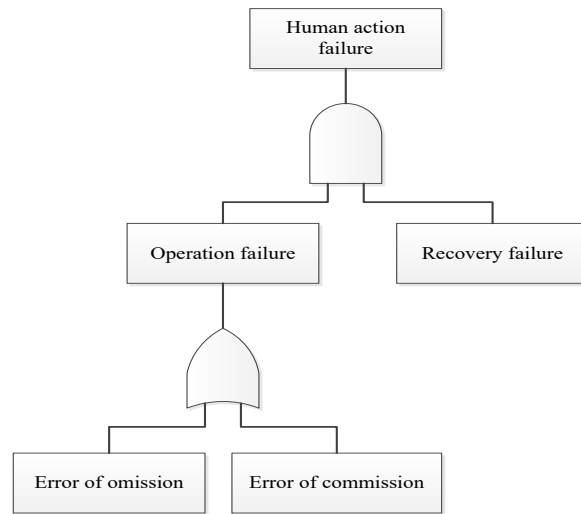 Human action
failure
Operation failure
Recovery failure
Error of omission
Error of commission